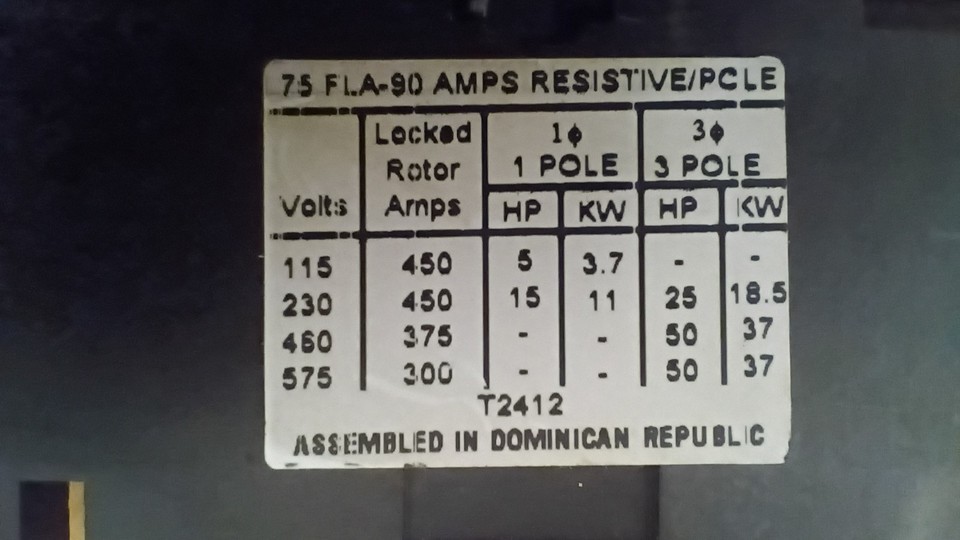 75 FLA-90 AMPS RESISTIVE/POLE
Volts Locked Rotor Amps 1ϕ 1 POLE 3ϕ 3 POLE
HP KW HP KW
115 450 5 3.7 - -
230 450 15 11 25 18.5
460 375 - - 50 37
575 300 - - 50 37
T2412
ASSEMBLED IN DOMINICAN REPUBLIC